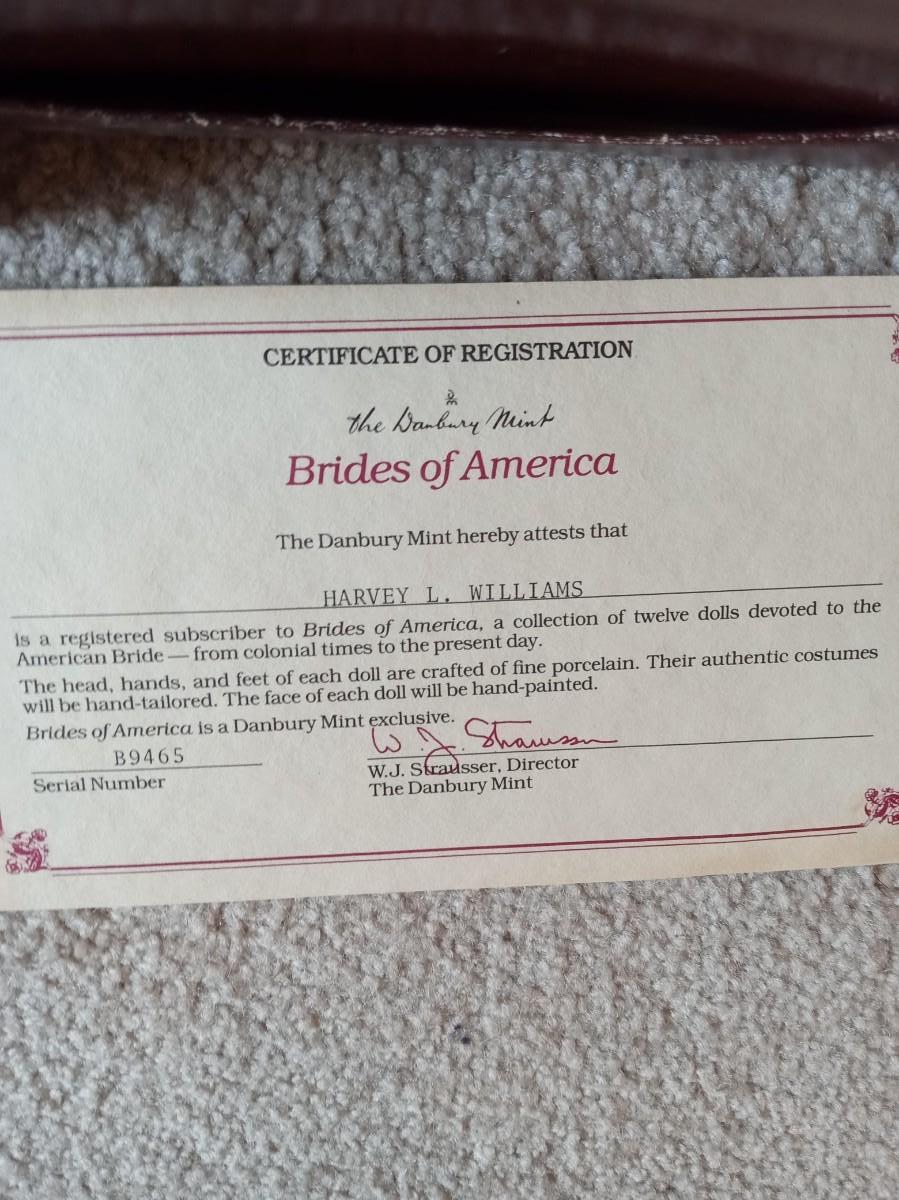 CERTIFICATE OF REGISTRATION
the Danbury Mint
Brides of America
The Danbury Mint hereby attests that
HARVEY L. WILLIAMS
is a registered subscriber to Brides of America, a collection of twelve dolls devoted to the
American Bride — from colonial times to the present day.
The head, hands, and feet of each doll are crafted of fine porcelain. Their authentic costumes
will be hand-tailored. The face of each doll will be hand-painted.
Brides of America is a Danbury Mint exclusive.
W. J. Strausser
B9465
Serial Number
W.J. Strausser, Director
The Danbury Mint